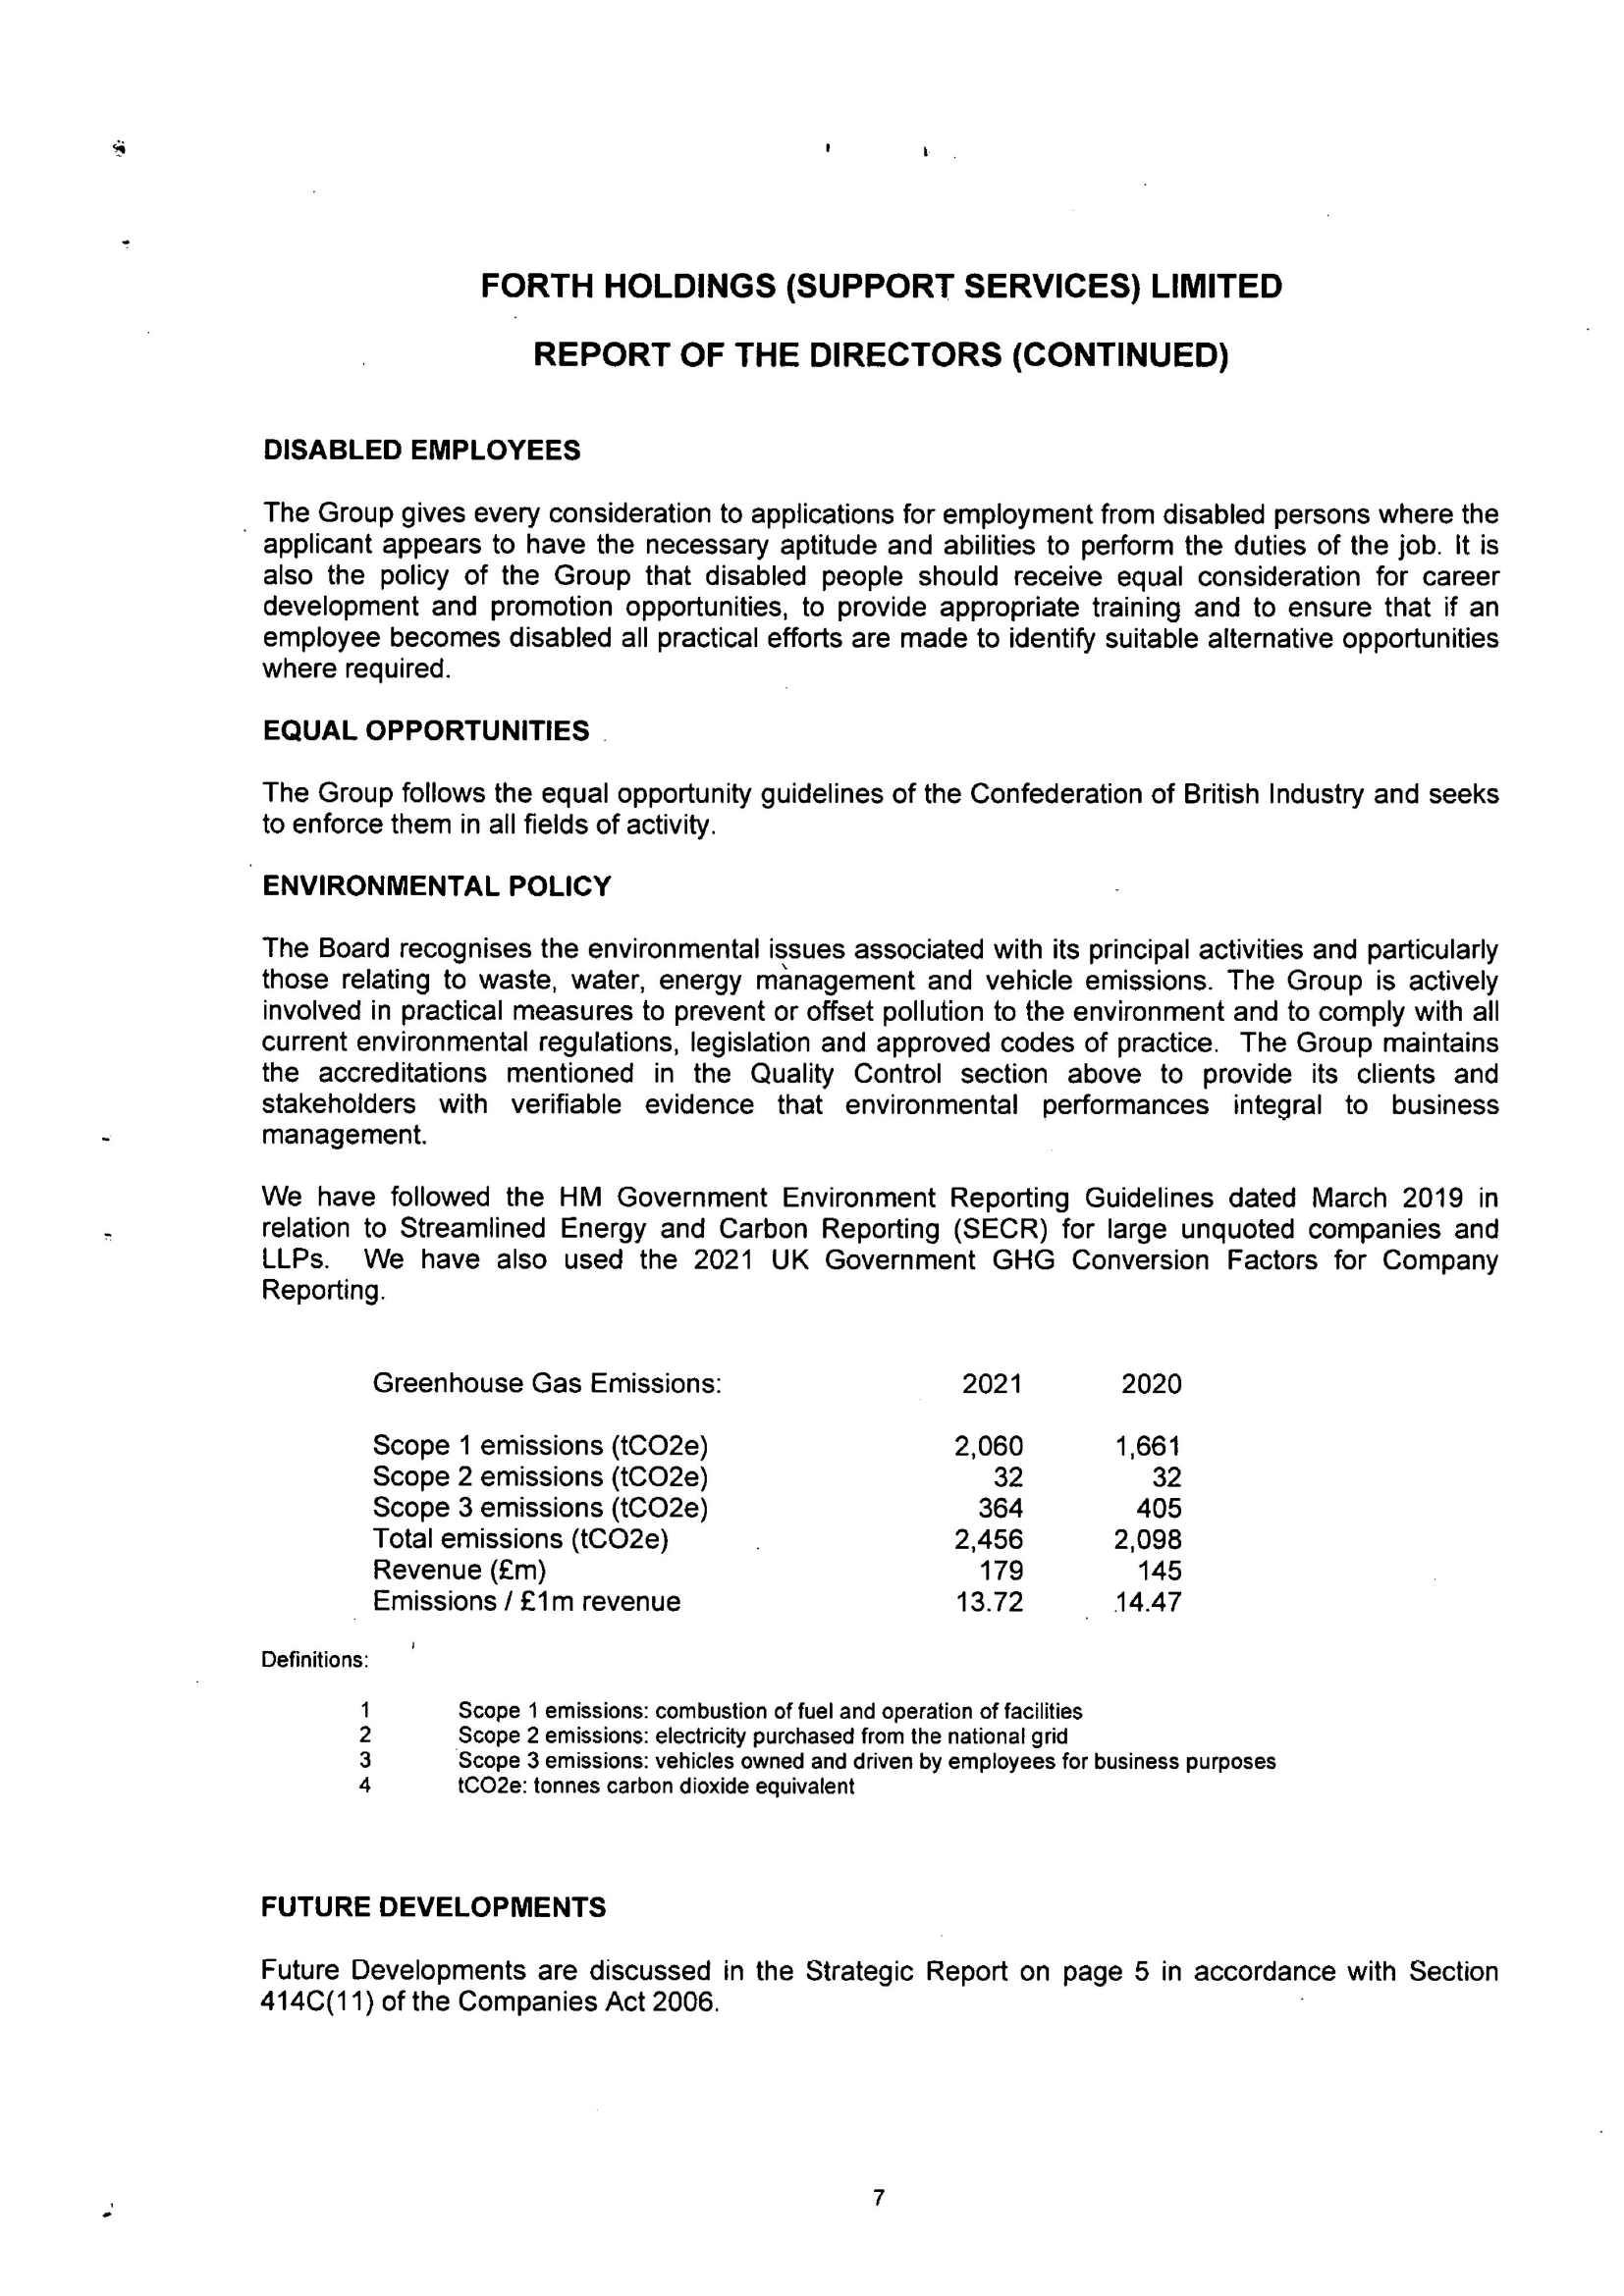 FORTH HOLDINGS (SUPPORT SERVICES) LIMITED
REPORT OF THE DIRECTORS (CONTINUED)
DISABLED EMPLOYEES
The Group gives every consideration to applications for employment from disabled persons where the
applicant appears to have the necessary aptitude and abilities to perform the duties of the job. It is
also the policy of the Group that disabled people should receive equal consideration for career
development and promotion opportunities, to provide appropriate training and to ensure that if an
employee becomes disabled all practical efforts are made to identify suitable alternative opportunities
where required.
EQUAL OPPORTUNITIES
The Group follows the equal opportunity guidelines of the Confederation of British Industry and seeks
to enforce them in all fields of activity.
ENVIRONMENTAL POLICY
The Board recognises the environmental issues associated with its principal activities and particularly
those relating to waste, water, energy management and vehicle emissions. The Group is actively
involved in practical measures to prevent or offset pollution to the environment and to comply with all
current environmental regulations, legislation and approved codes of practice. The Group maintains
the accreditations mentioned in the Quality Control section above to provide its clients and
stakeholders with verifiable evidence that environmental performances integral to business
management.
We have followed the HM Government Environment Reporting Guidelines dated March 2019 in
relation to Streamlined Energy and Carbon Reporting (SECR) for large unquoted companies and
LLPs. We have also used the 2021 UK Government GHG Conversion Factors for Company
Reporting.
Greenhouse Gas Emissions: 2021 2020
Scope 1 emissions (tCO2e) 2,060 1,661
Scope 2 emissions (tCO2e) 32 32
Scope 3 emissions (tCO2e) 364 405
Total emissions (tCO2e) 2,456 2,098
Revenue (£m) 179 145
Emissions / £1m revenue 13.72 14.47
Definitions:
1 Scope 1 emissions: combustion of fuel and operation of facilities
2 Scope 2 emissions: electricity purchased from the national grid
3 Scope 3 emissions: vehicles owned and driven by employees for business purposes
4 tCO2e: tonnes carbon dioxide equivalent
FUTURE DEVELOPMENTS
Future Developments are discussed in the Strategic Report on page 5 in accordance with Section
414C(11) of the Companies Act 2006.
7